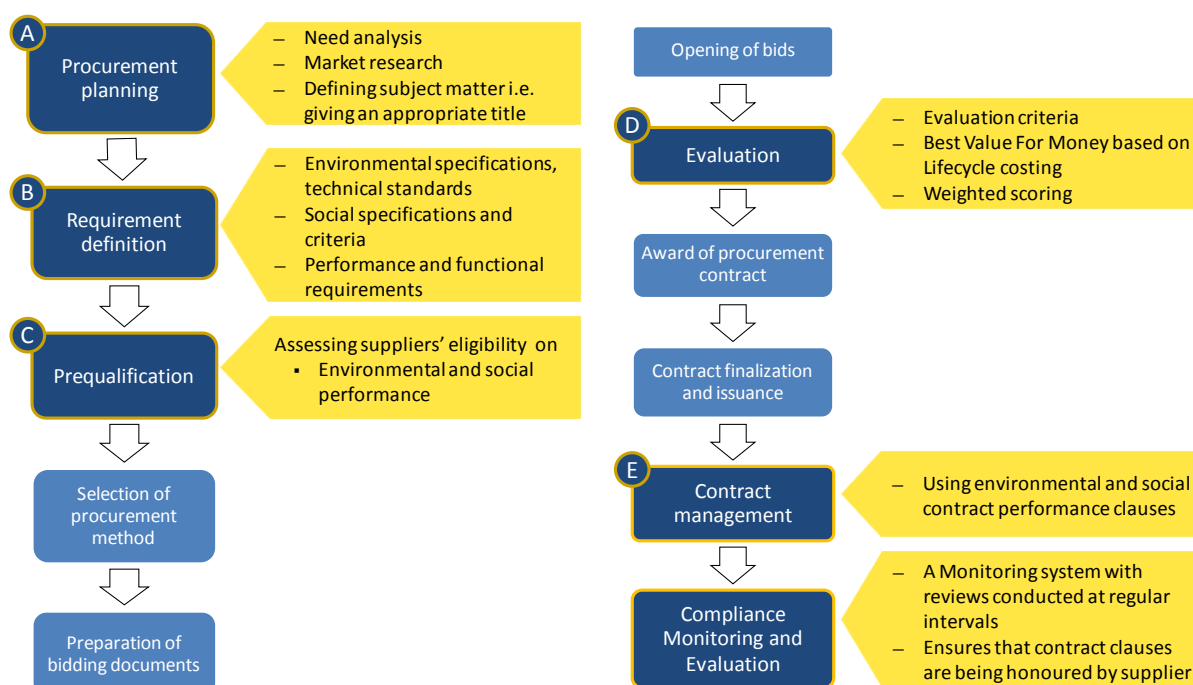 A
Procurement
planning
– Need analysis
– Market research
– Defining subject matter i.e.
giving an appropriate title
B
Requirement
definition
– Environmental specifications,
technical standards
– Social specifications and
criteria
– Performance and functional
requirements
C
Prequalification
Assessing suppliers’ eligibility on
▪ Environmental and social
performance
Selection of
procurement
method
Preparation of
bidding documents
Opening of bids
D
Evaluation
– Evaluation criteria
– Best Value For Money based on
Lifecycle costing
– Weighted scoring
Award of procurement
contract
Contract finalization
and issuance
E
Contract
management
– Using environmental and social
contract performance clauses
Compliance
Monitoring and
Evaluation
– A Monitoring system with
reviews conducted at regular
intervals
– Ensures that contract clauses
are being honoured by supplier